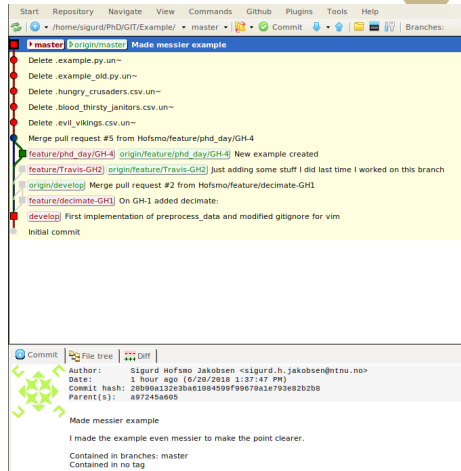 Start Repository Navigate View Commands Github Plugins Tools Help
/home/sigurd/PhD/GIT/Example/ master Commit Branches:
master origin/master Made messier example
Delete .example.py.un~
Delete .example_old.py.un~
Delete .hungry_crusaders.csv.un~
Delete .blood_thirsty_janitors.csv.un~
Delete .evil_vikings.csv.un~
Merge pull request #5 from Hofsmo/feature/phd_day/GH-4
feature/phd_day/GH-4 origin/feature/phd_day/GH-4 New example created
feature/Travis-GH2 origin/feature/Travis-GH2 Just adding some stuff I did last time I worked on this branch
origin/develop Merge pull request #2 from Hofsmo/feature/decimate-GH1
feature/decimate-GH1 On GH-1 added decimate:
develop First implementation of preprocess_data and modified gitignore for vim
Initial commit
Commit File tree Diff
Author: Sigurd Hofsmo Jakobsen <sigurd.h.jakobsen@ntnu.no>
Date: 1 hour ago (6/20/2018 1:37:47 PM)
Commit hash: 20b90a132e3ba61084599f99670a1e793e82b2b8
Parent(s): a97245a605
Made messier example
I made the example even messier to make the point clearer.
Contained in branches: master
Contained in no tag